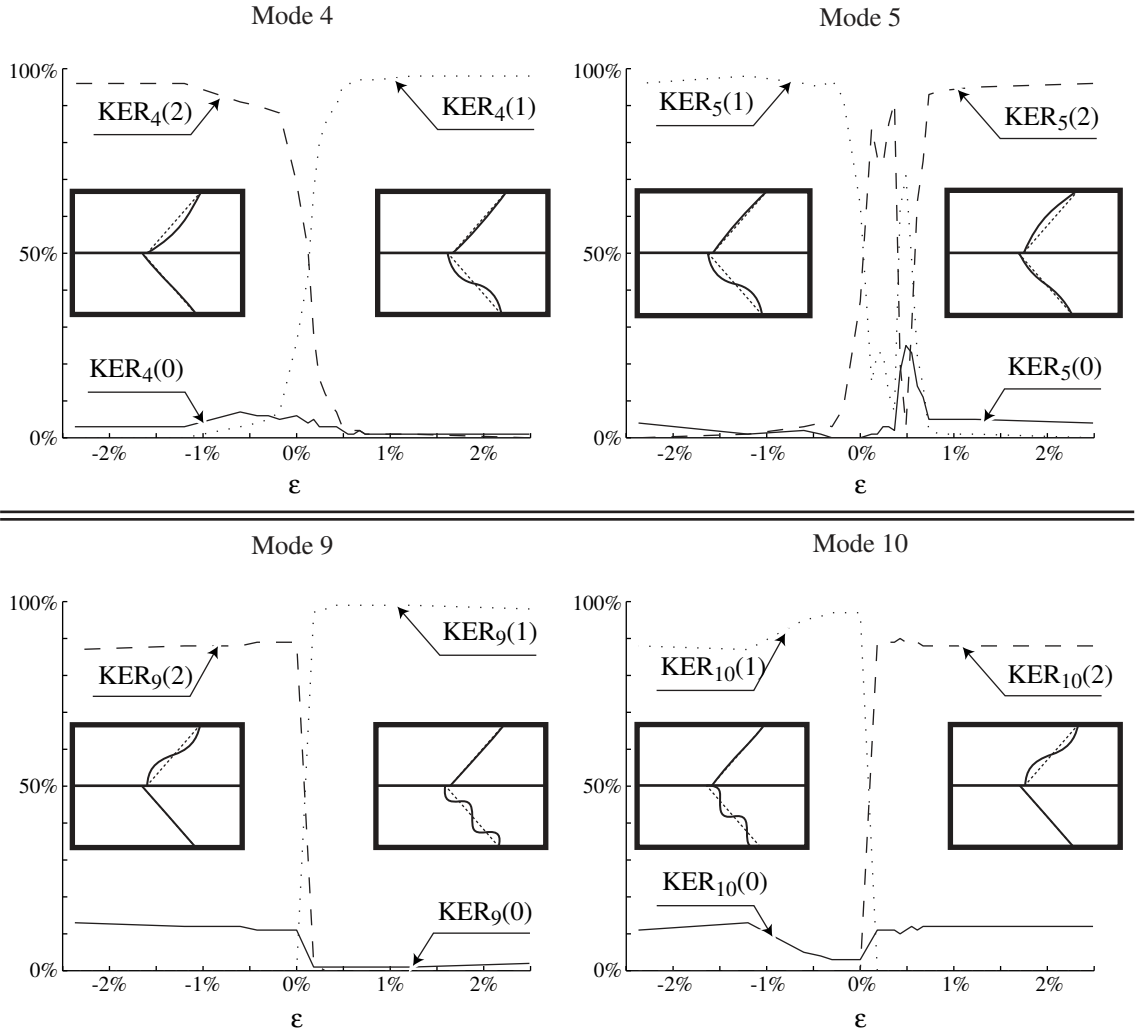 Mode 4
100%
50%
0%
-2%
-1%
0%
1%
2%
ε
KER4(2)
KER4(1)
KER4(0)
Mode 5
100%
50%
0%
-2%
-1%
0%
1%
2%
ε
KER5(1)
KER5(2)
KER5(0)
Mode 9
100%
50%
0%
-2%
-1%
0%
1%
2%
ε
KER9(2)
KER9(1)
KER9(0)
Mode 10
100%
50%
0%
-2%
-1%
0%
1%
2%
ε
KER10(1)
KER10(2)
KER10(0)